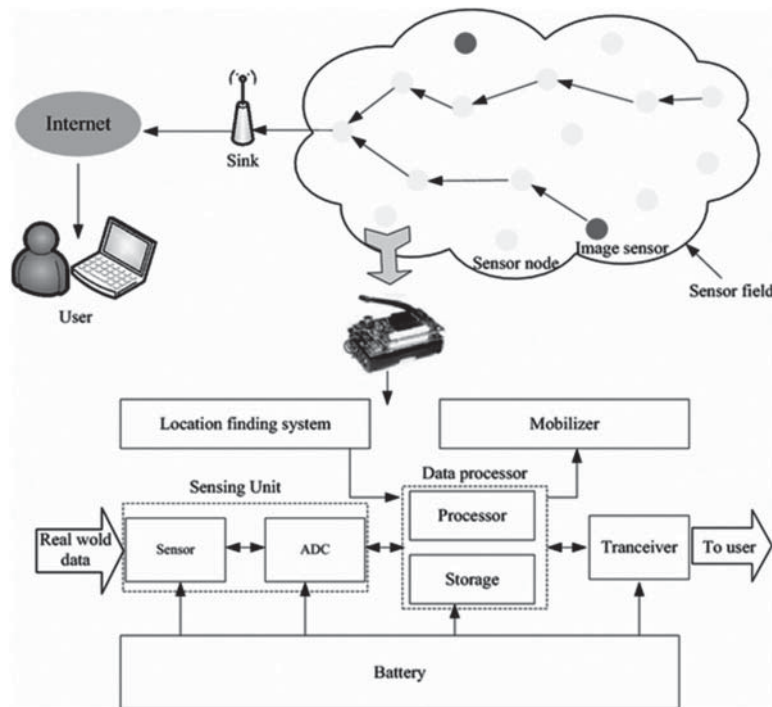 Internet
Sink
Sensor node
Image sensor
Sensor field
User
Location finding system
Mobilizer
Sensing Unit
Data processor
Real wold
data
Sensor
ADC
Processor
Storage
Tranceiver
To user
Battery